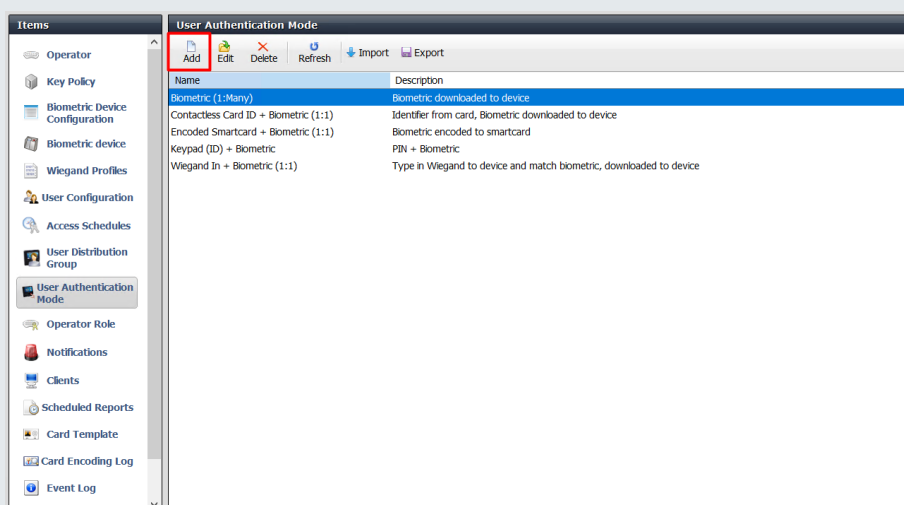 Items
Operator
Key Policy
Biometric Device
Configuration
Biometric device
Wiegand Profiles
User Configuration
Access Schedules
User Distribution
Group
User Authentication
Mode
Operator Role
Notifications
Clients
Scheduled Reports
Card Template
Card Encoding Log
Event Log
User Authentication Mode
Add Edit Delete Refresh Import Export
Name Description
Biometric (1:Many) Biometric downloaded to device
Contactless Card ID + Biometric (1:1) Identifier from card, Biometric downloaded to device
Encoded Smartcard + Biometric (1:1) Biometric encoded to smartcard
Keypad (ID) + Biometric PIN + Biometric
Wiegand In + Biometric (1:1) Type in Wiegand to device and match biometric, downloaded to device